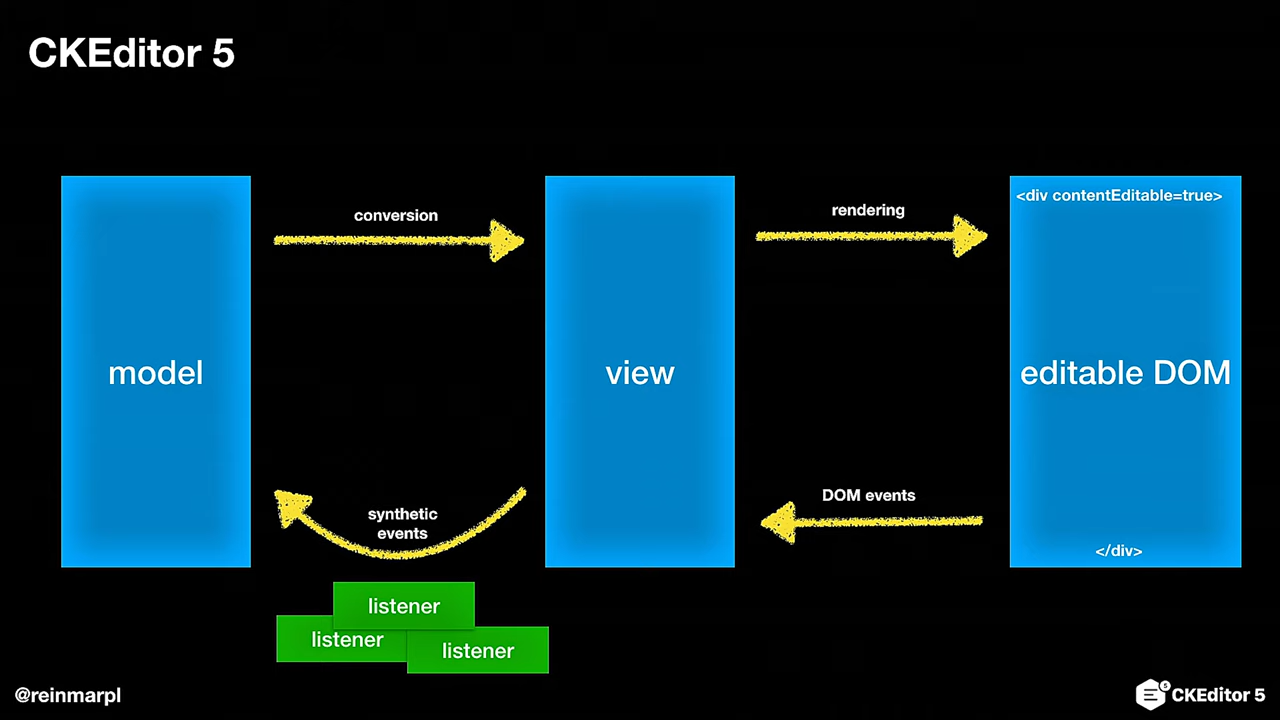 CKEditor 5
conversion
rendering
<div contentEditable=true>
model
view
editable DOM
synthetic
events
DOM events
</div>
listener
listener
listener
@reinmarpl
5
CKEditor 5